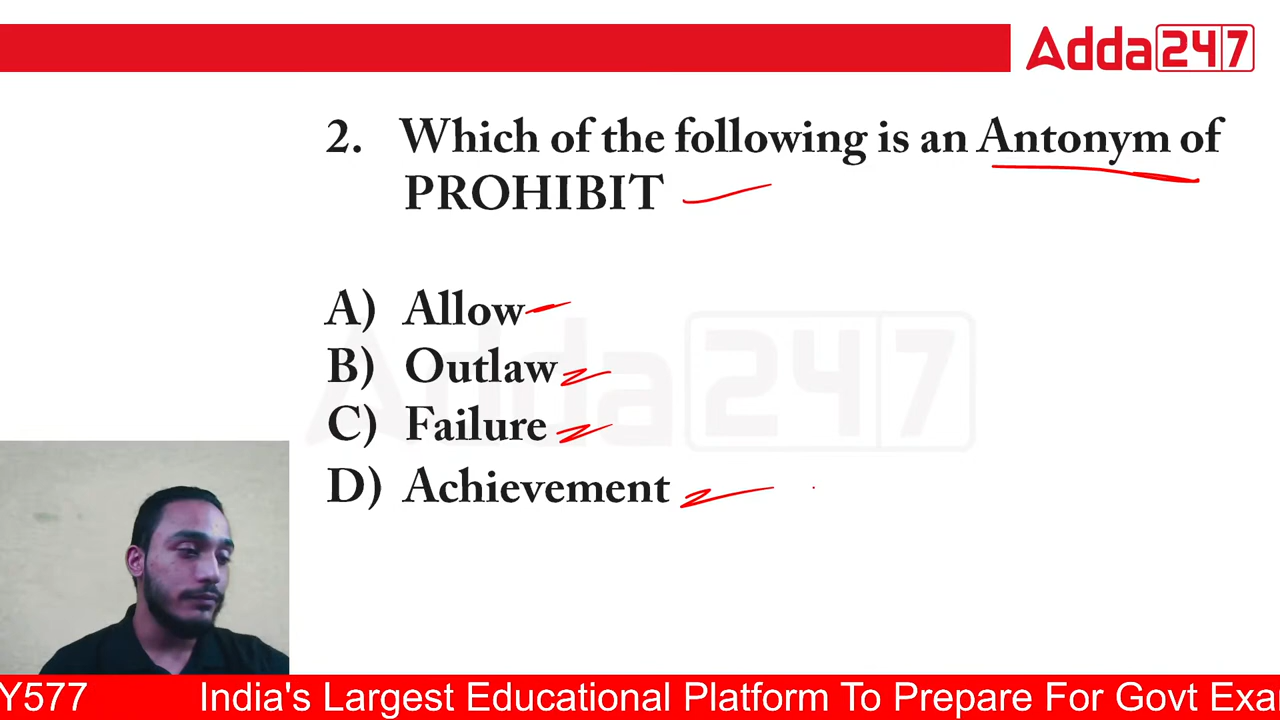 Adda247
2. Which of the following is an Antonym of
PROHIBIT
A) Allow
B) Outlaw
C) Failure
D) Achievement
Adda247
Y577 India's Largest Educational Platform To Prepare For Govt Exa